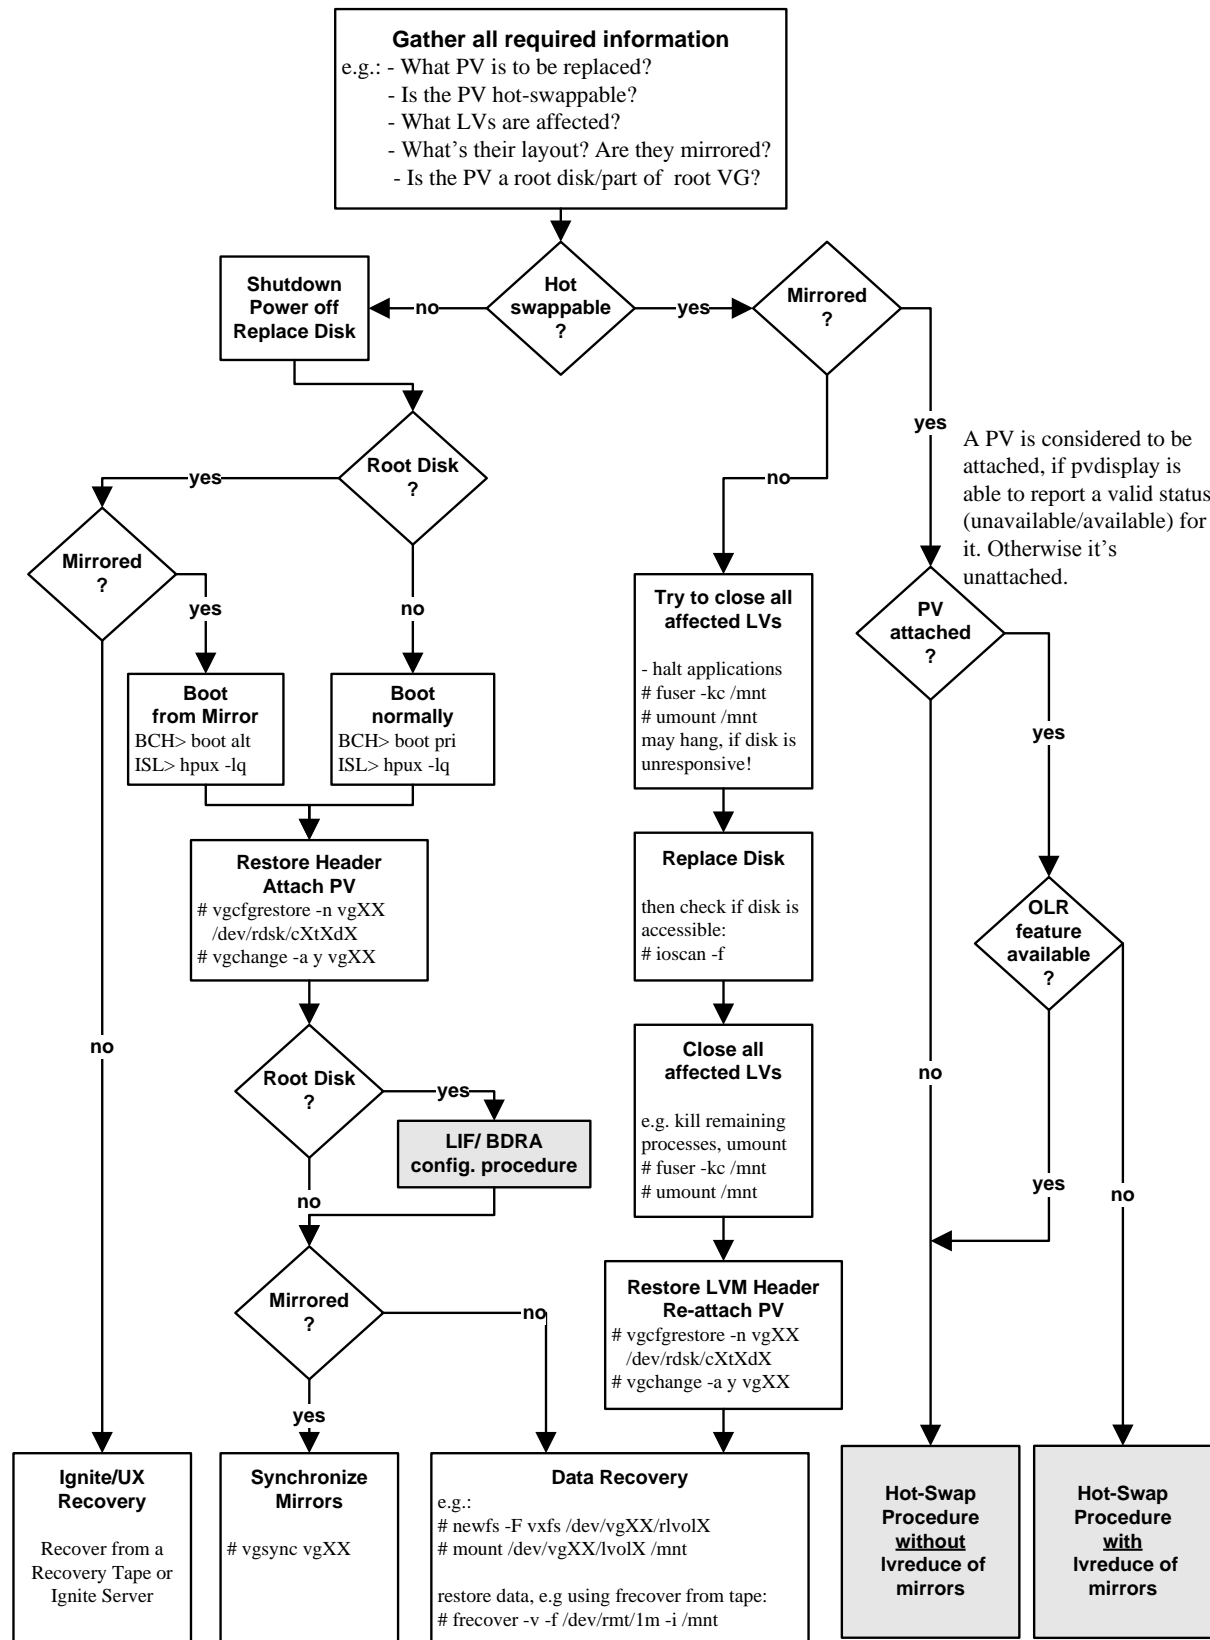 Gather all required information
e.g.: - What PV is to be replaced?
- Is the PV hot-swappable?
- What LVs are affected?
- What's their layout? Are they mirrored?
- Is the PV a root disk/part of root VG?
Shutdown
Power off
Replace Disk
no
Hot
swappable
?
yes
Mirrored
?
yes
A PV is considered to be
attached, if pvdisplay is
able to report a valid status
(unavailable/available) for
it. Otherwise it's
unattached.
no
Root Disk
?
yes
Mirrored
?
yes
no
Boot
from Mirror
BCH> boot alt
ISL> hpux -lq
Boot
normally
BCH> boot pri
ISL> hpux -lq
Try to close all
affected LVs
- halt applications
# fuser -kc /mnt
# umount /mnt
may hang, if disk is
unresponsive!
PV
attached
?
yes
Restore Header
Attach PV
# vgcfgrestore -n vgXX
/dev/rdsk/cXtXdX
# vgchange -a y vgXX
Replace Disk
then check if disk is
accessible:
# ioscan -f
OLR
feature
available
?
no
Root Disk
?
yes
LIF/ BDRA
config. procedure
no
Close all
affected LVs
e.g. kill remaining
processes, umount
# fuser -kc /mnt
# umount /mnt
no
yes
no
Mirrored
?
no
yes
Restore LVM Header
Re-attach PV
# vgcfgrestore -n vgXX
/dev/rdsk/cXtXdX
# vgchange -a y vgXX
Ignite/UX
Recovery
Recover from a
Recovery Tape or
Ignite Server
Synchronize
Mirrors
# vgsync vgXX
Data Recovery
e.g.:
# newfs -F vxfs /dev/vgXX/rlvolX
# mount /dev/vgXX/lvolX /mnt
restore data, e.g using frecover from tape:
# frecover -v -f /dev/rmt/1m -i /mnt
Hot-Swap
Procedure
without
lvreduce of
mirrors
Hot-Swap
Procedure
with
lvreduce of
mirrors